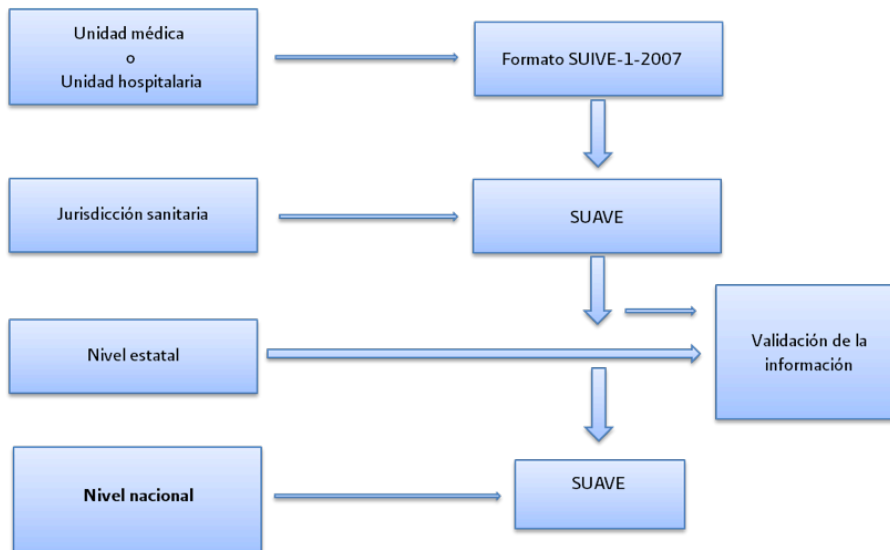 Unidad médica
o
Unidad hospitalaria
Formato SUIVE-1-2007
Jurisdicción sanitaria
SUAVE
Nivel estatal
Validación de la
información
Nivel nacional
SUAVE